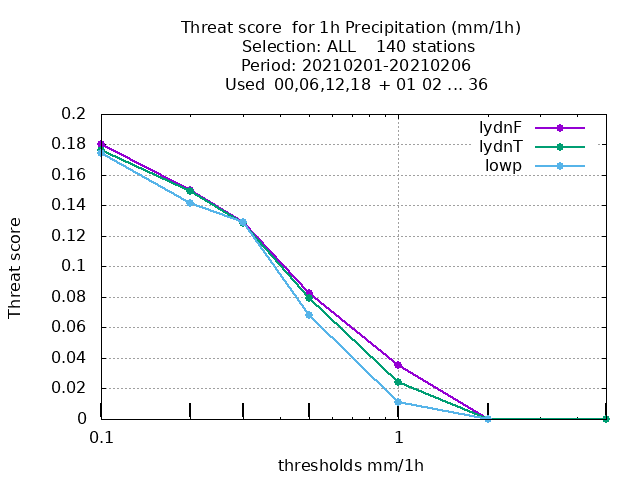 Threat score  for 1h Precipitation (mm/1h)
Selection: ALL    140 stations
Period: 20210201-20210206
Used  00,06,12,18 + 01 02 ... 36
lydnF
lydnT
lowp
0.2
0.18
0.16
0.14
0.12
0.1
0.08
0.06
0.04
0.02
0
Threat score
0.1
1
thresholds mm/1h